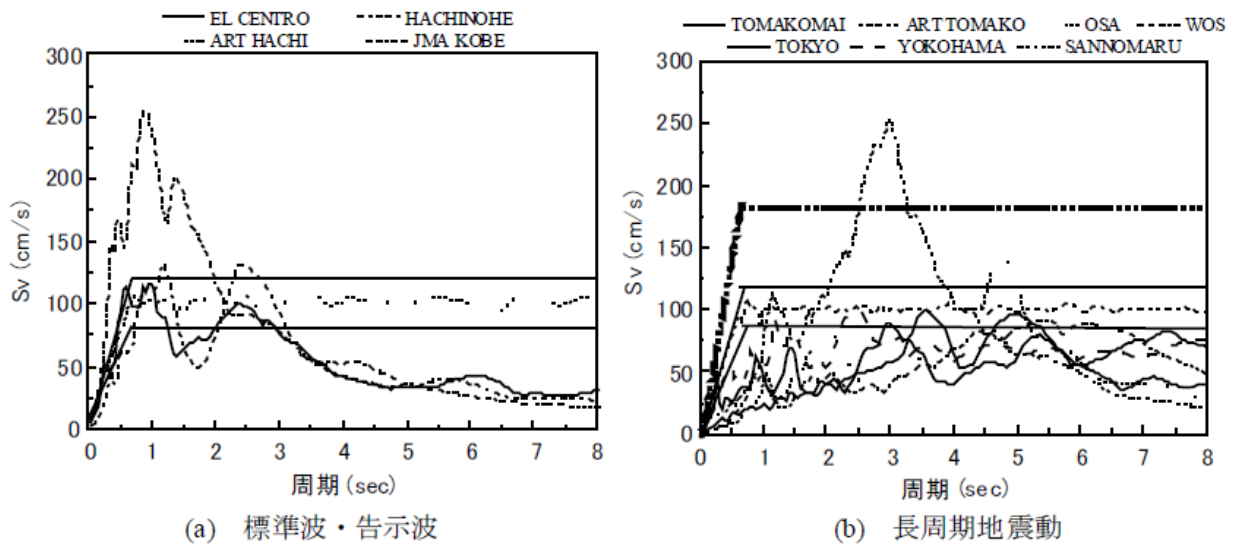 EL CENTRO HACHINOHE
ART HACHI JMA KOBE
300
250
200
150
100
50
0
Sv (cm/s)
0 1 2 3 4 5 6 7 8
周期 (sec)
(a) 標準波・告示波
TOMAKOMAI ART TOMAKO OSA WOS
TOKYO YOKOHAMA SANNOMARU
300
250
200
150
100
50
0
Sv (cm/s)
0 1 2 3 4 5 6 7 8
周期 (sec)
(b) 長周期地震動